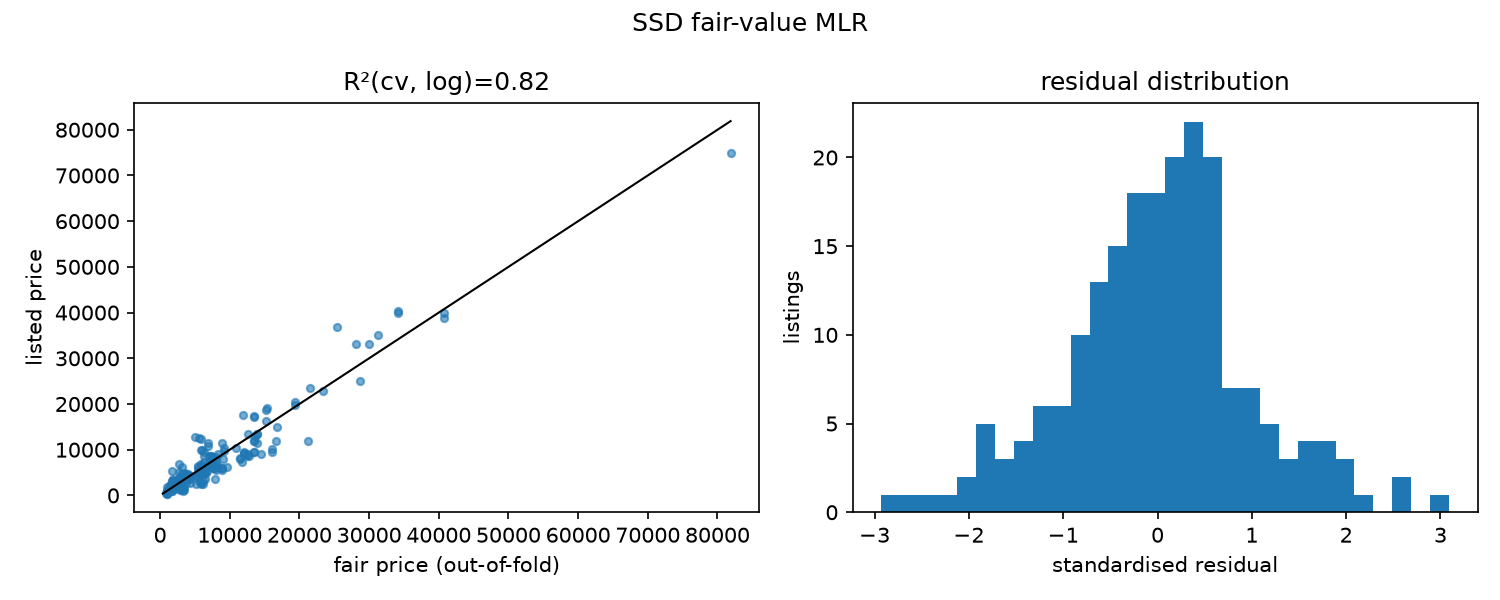 SSD fair-value MLR
R²(cv, log)=0.82
80000
70000
60000
50000
40000
30000
20000
10000
0
listed price
0 10000 20000 30000 40000 50000 60000 70000 80000
fair price (out-of-fold)
residual distribution
20
15
10
5
0
listings
−3 −2 −1 0 1 2 3
standardised residual